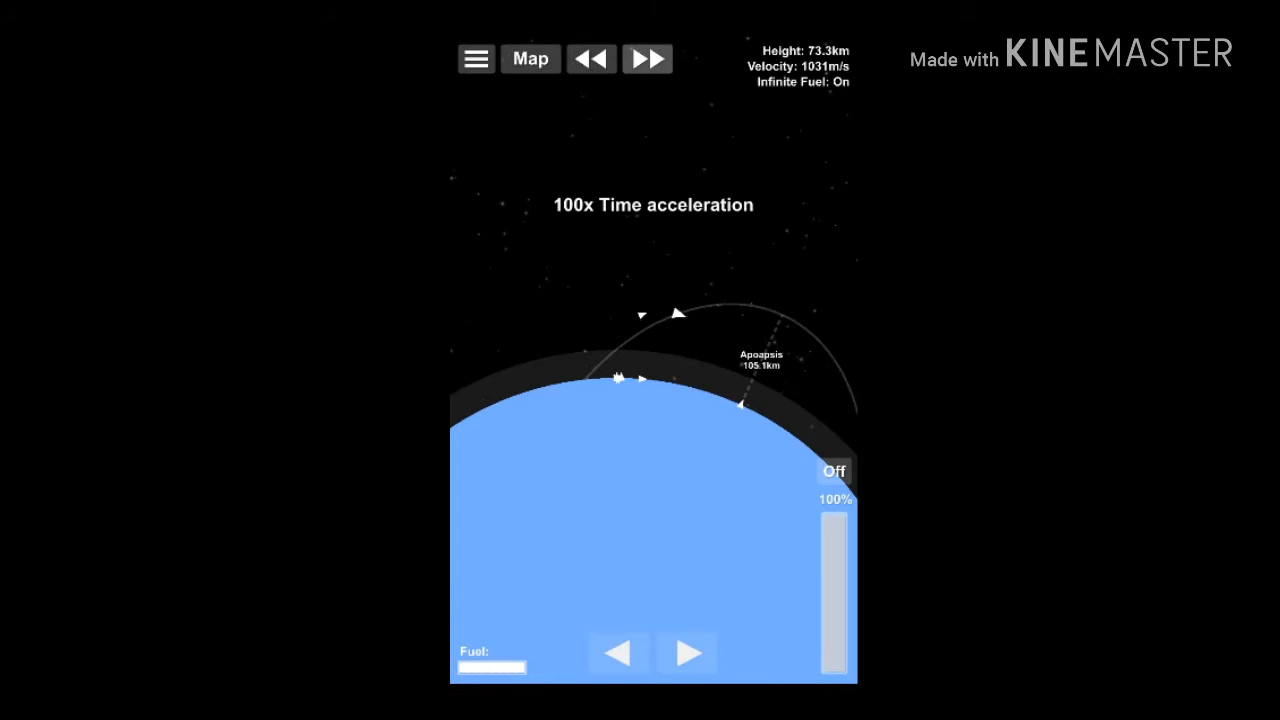 Map
Height: 73.3km
Velocity: 1031m/s
Infinite Fuel: On
Made with KINEMASTER
100x Time acceleration
Apoapsis
105.1km
Off
100%
Fuel: